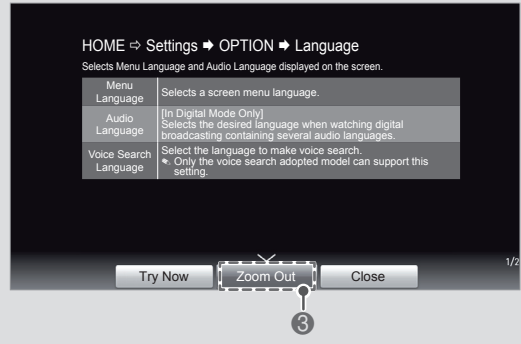 HOME ⇨ Settings ➡ OPTION ➡ Language
Selects Menu Language and Audio Language displayed on the screen.
Menu
Language
Selects a screen menu language.
Audio
Language
[In Digital Mode Only]
Selects the desired language when watching digital
broadcasting containing several audio languages.
Voice Search
Language
Select the language to make voice search.
✎ Only the voice search adopted model can support this
setting.
1/2
Try Now
Zoom Out
Close
3